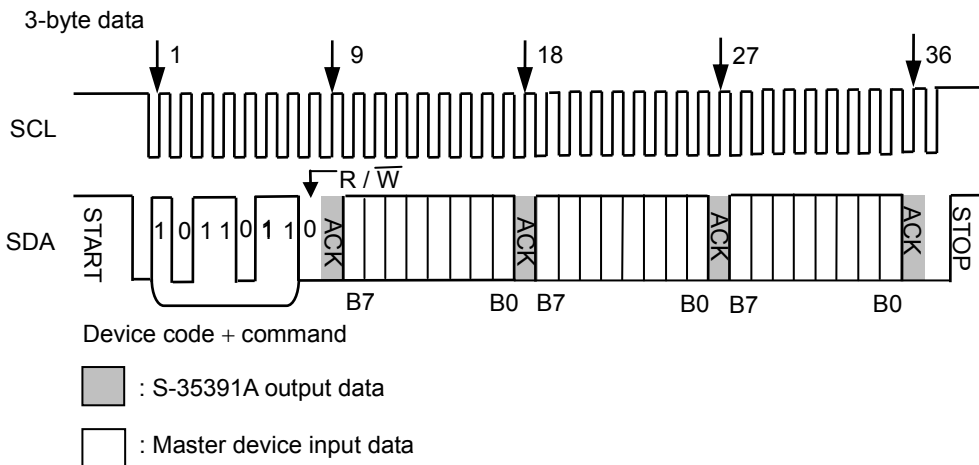 3-byte data
1 9 18 27 36
SCL
R / W
SDA START 1 0 1 1 0 1 1 0 ACK ACK ACK ACK STOP
B7 B0 B7 B0 B7 B0
Device code + command
: S-35391A output data
: Master device input data